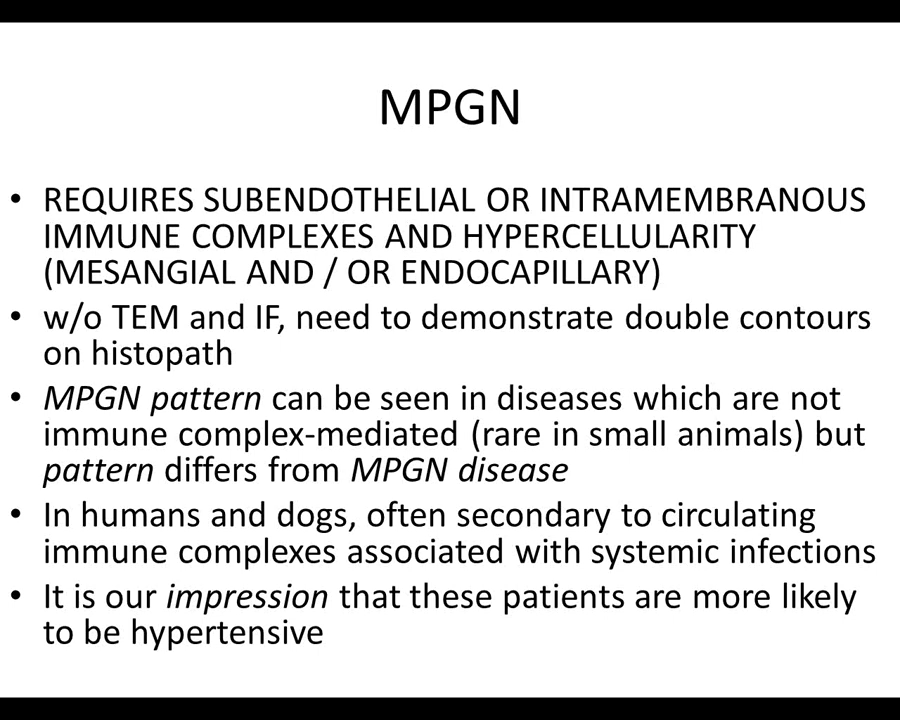 MPGN
• REQUIRES SUBENDOTHELIAL OR INTRAMEMBRANOUS
IMMUNE COMPLEXES AND HYPERCELLULARITY
(MESANGIAL AND / OR ENDOCAPILLARY)
• w/o TEM and IF, need to demonstrate double contours
on histopath
• MPGN pattern can be seen in diseases which are not
immune complex-mediated (rare in small animals) but
pattern differs from MPGN disease
• In humans and dogs, often secondary to circulating
immune complexes associated with systemic infections
• It is our impression that these patients are more likely
to be hypertensive